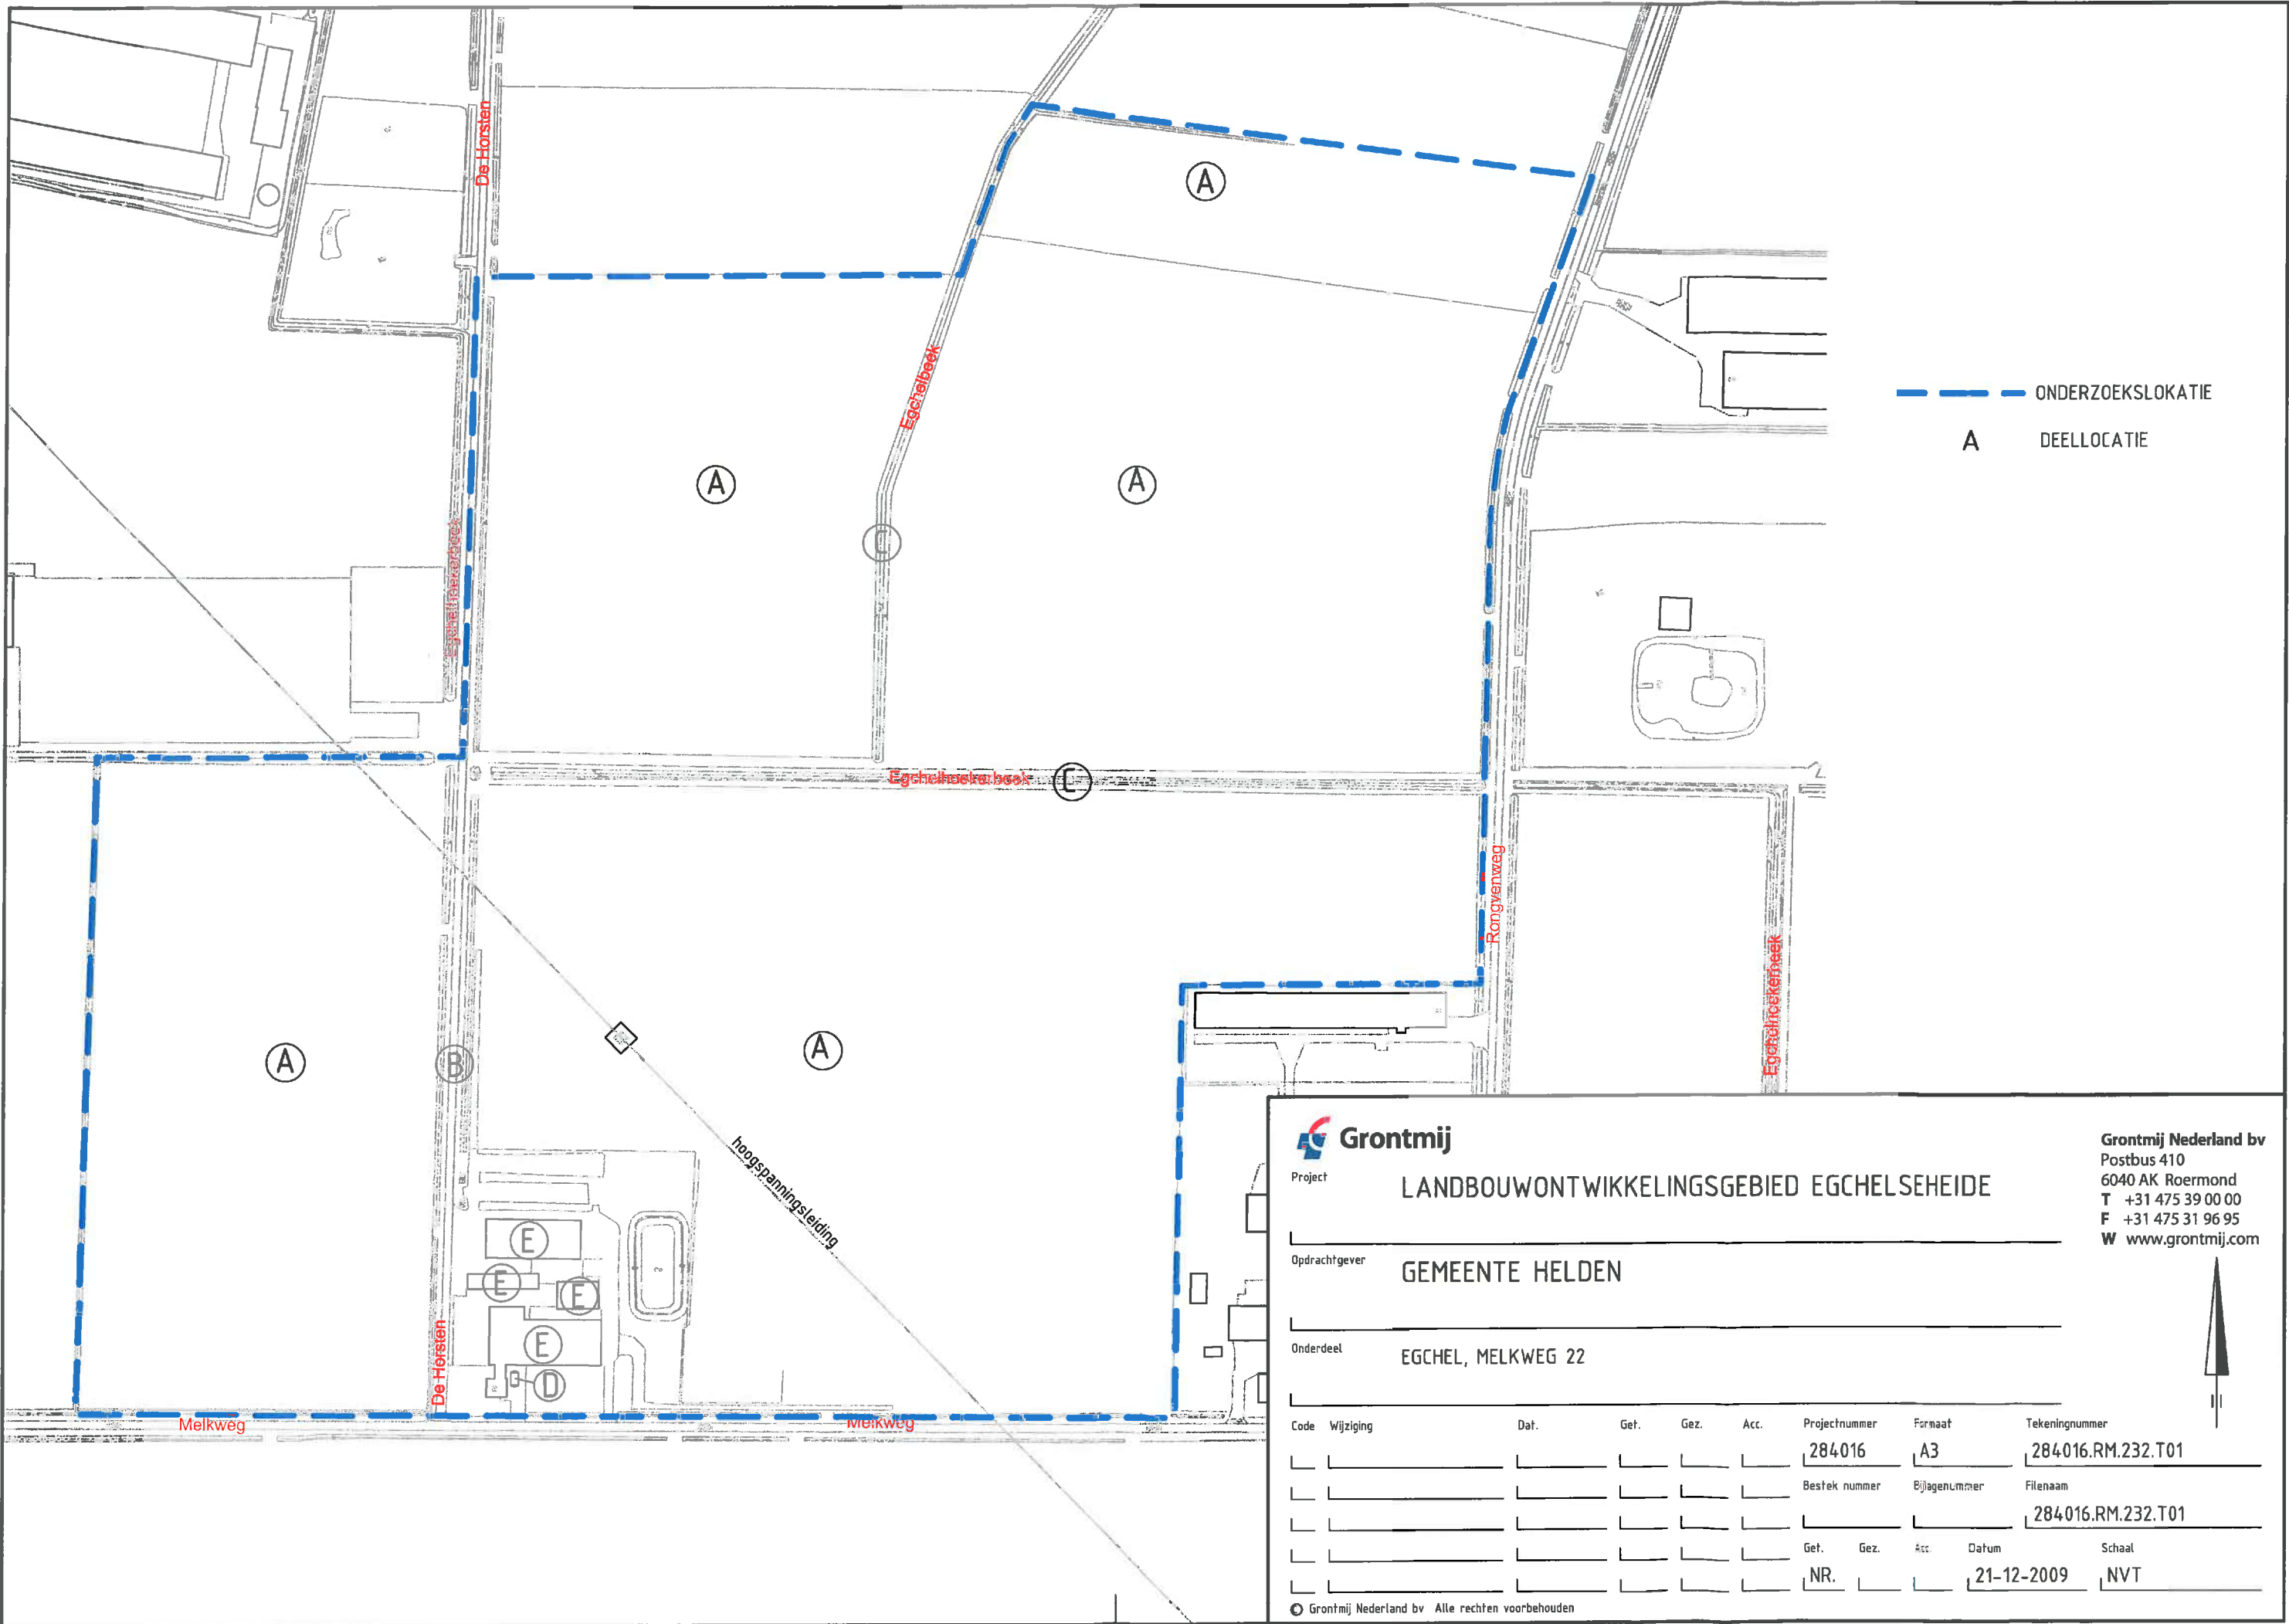 De Horsten
A
Egchelbeek
ONDERZOEKSLOKATIE
A DEELLOCATIE
A
A
C
Egchelhoekerbeek
Egchelhoekerbeek
C
Rongvenweg
Egchelhoekerbeek
A
B
A
hoogspanningsleiding
E
E
E
E
D
De Horsten
Melkweg
Melkweg
Grontmij
Grontmij Nederland bv
Postbus 410
6040 AK Roermond
T +31 475 39 00 00
F +31 475 31 96 95
W www.grontmij.com
Project LANDBOUWONTWIKKELINGSGEBIED EGCHELSEHEIDE
Opdrachtgever GEMEENTE HELDEN
Onderdeel EGCHEL, MELKWEG 22
Code Wijziging Dat. Get. Gez. Acc. Projectnummer Formaat Tekeningnummer
284016 A3 284016.RM.232.T01
Bestek nummer Bijlagenummer Filenaam
284016.RM.232.T01
Get. Gez. Acc. Datum Schaal
NR. 21-12-2009 NVT
© Grontmij Nederland bv Alle rechten voorbehouden